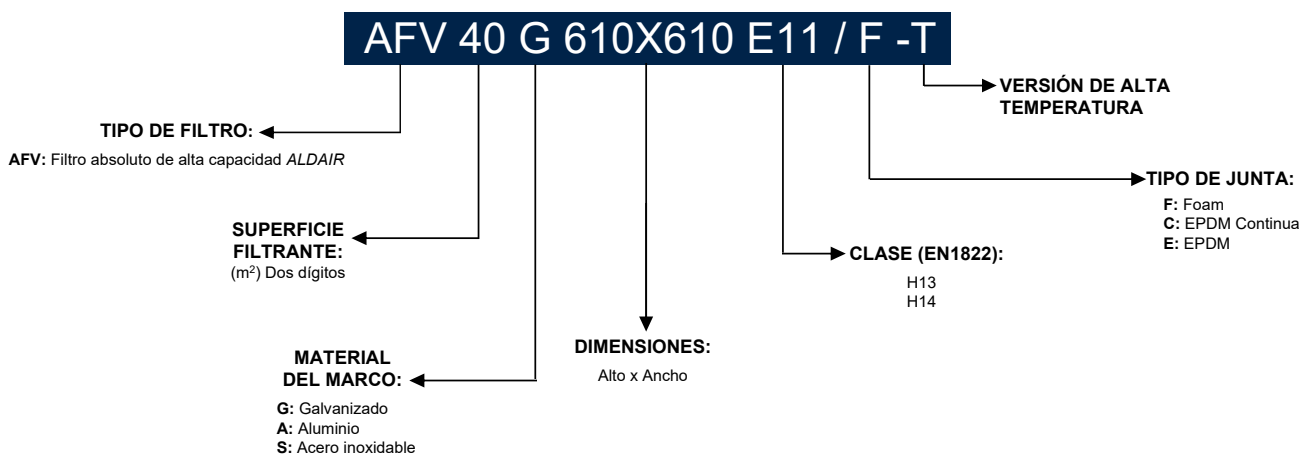 AFV 40 G 610X610 E11 / F -T
VERSIÓN DE ALTA
TEMPERATURA
TIPO DE FILTRO:
AFV: Filtro absoluto de alta capacidad ALDAIR
TIPO DE JUNTA:
F: Foam
C: EPDM Continua
E: EPDM
SUPERFICIE
FILTRANTE:
(m²) Dos dígitos
CLASE (EN1822):
H13
H14
DIMENSIONES:
Alto x Ancho
MATERIAL
DEL MARCO:
G: Galvanizado
A: Aluminio
S: Acero inoxidable